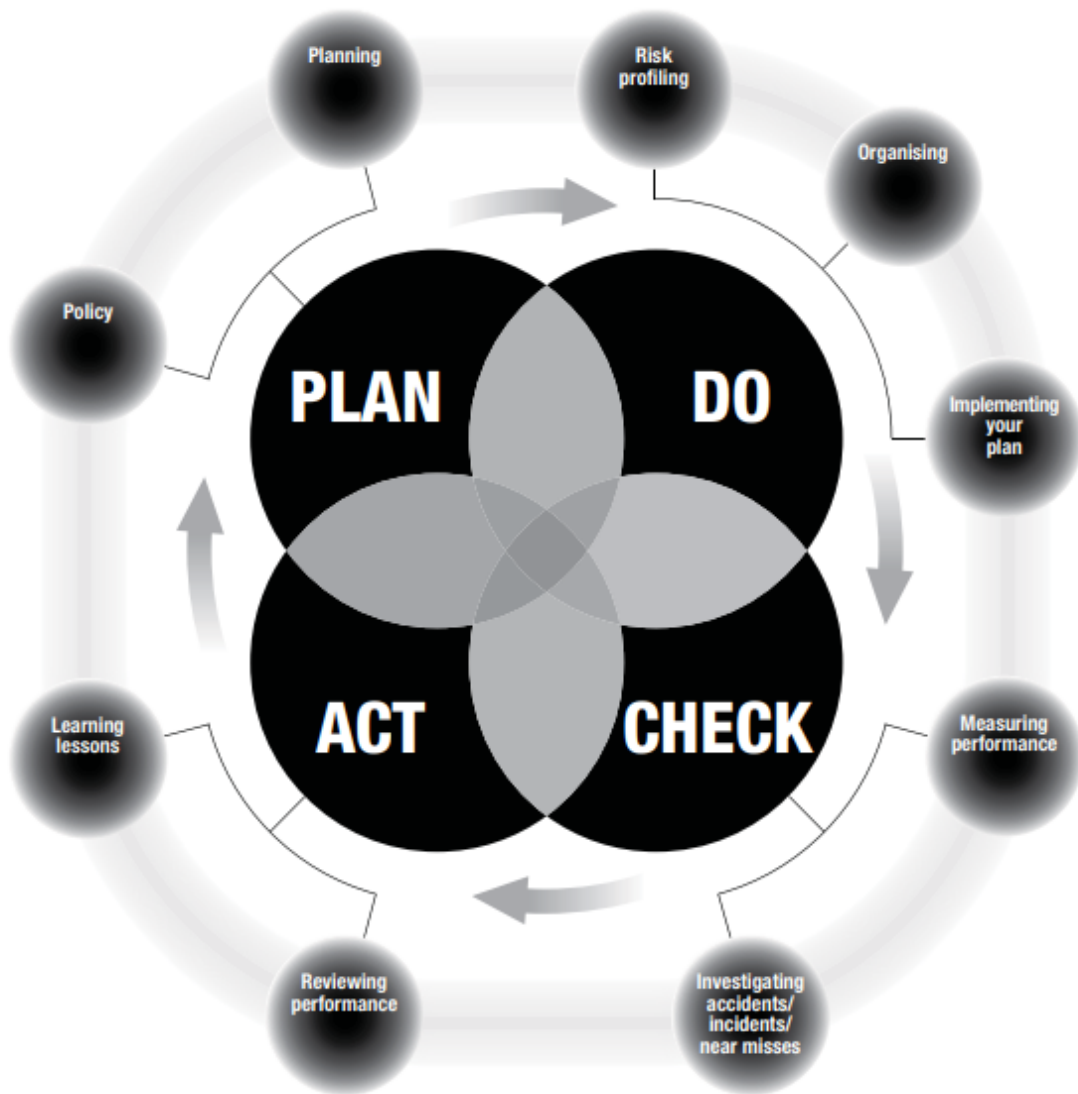 Planning
Risk
profiling
Organising
Policy
PLAN
DO
Implementing
your
plan
Learning
lessons
ACT
CHECK
Measuring
performance
Reviewing
performance
Investigating
accidents/
incidents/
near misses